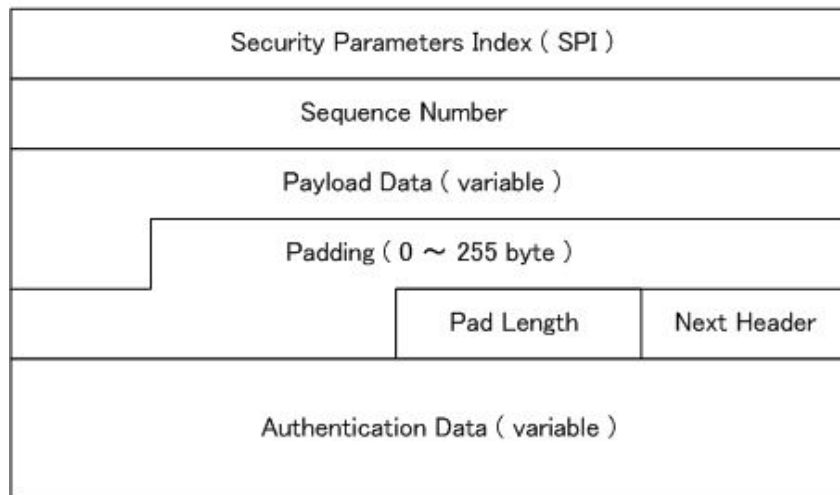 Security Parameters Index ( SPI )
Sequence Number
Payload Data ( variable )
Padding ( 0 ～ 255 byte )
Pad Length
Next Header
Authentication Data ( variable )